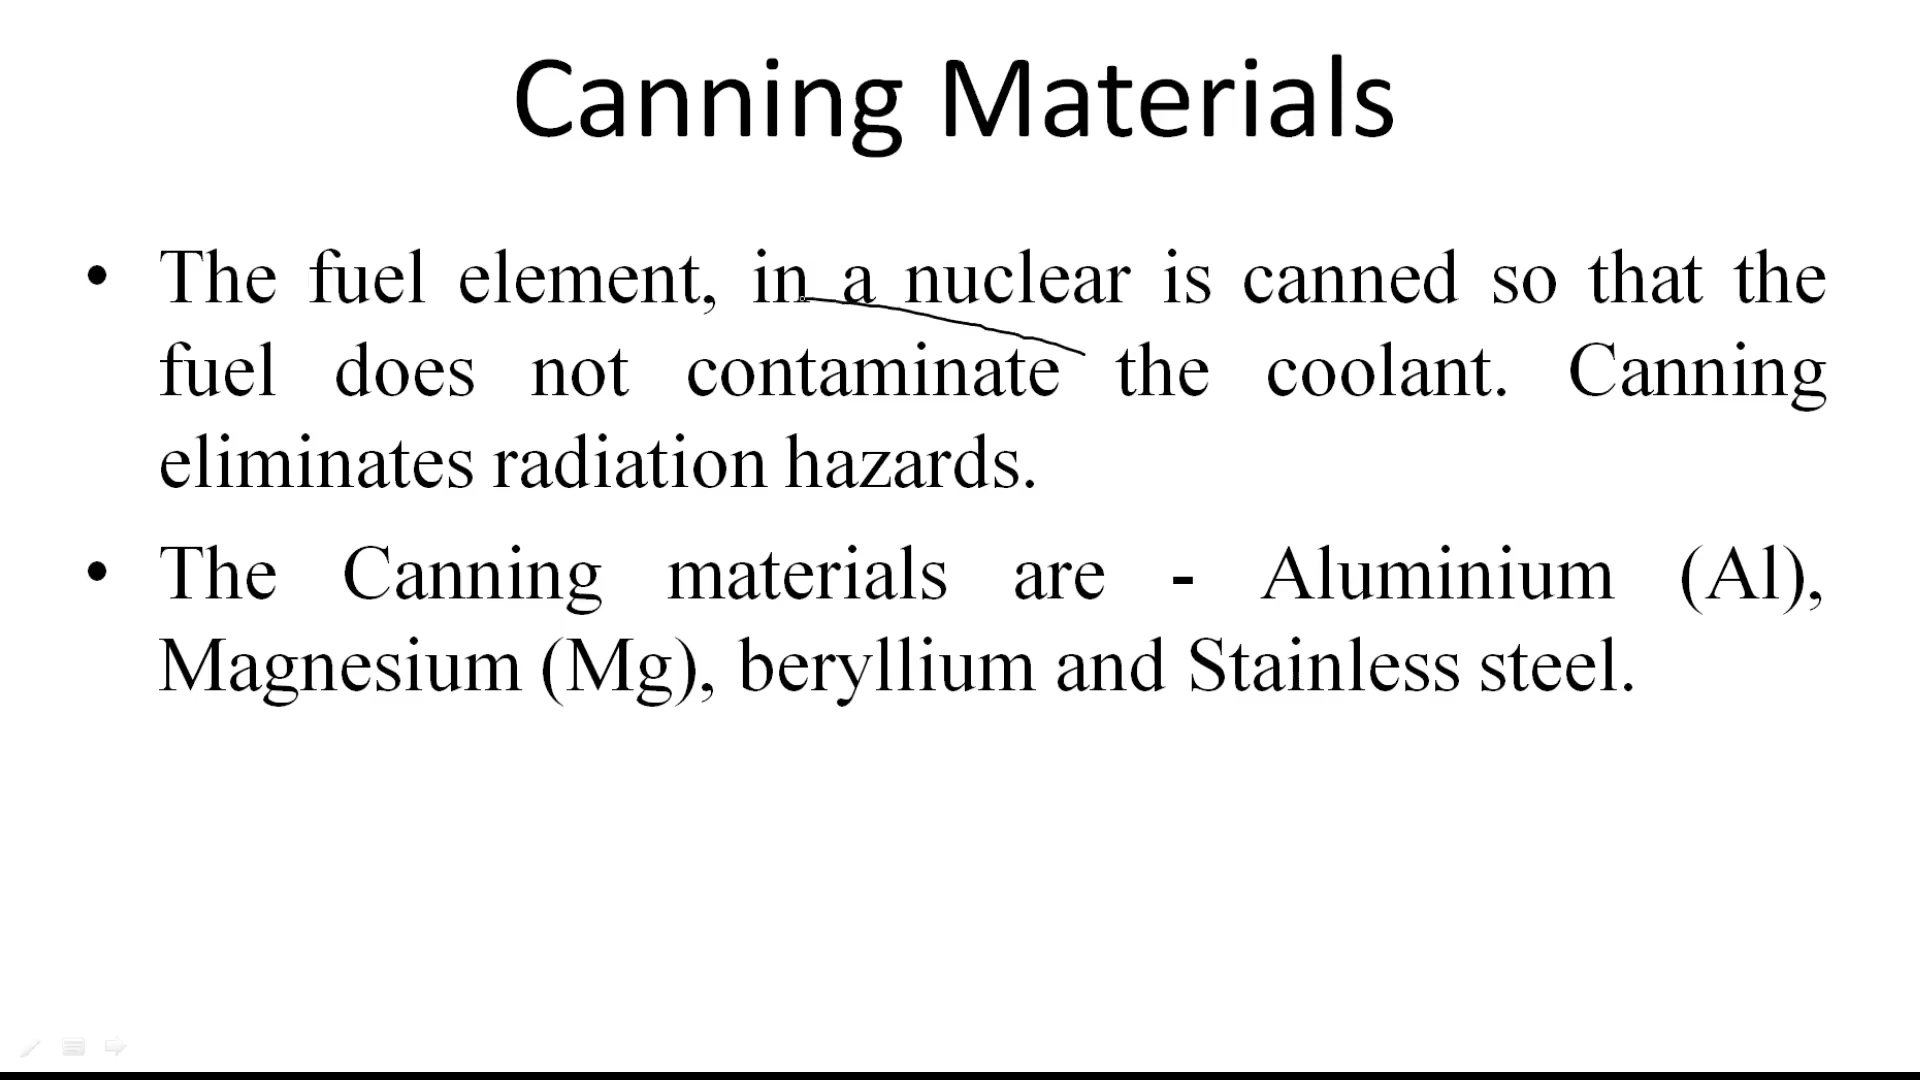 Canning Materials
• The fuel element, in a nuclear is canned so that the
fuel does not contaminate the coolant. Canning
eliminates radiation hazards.
• The Canning materials are - Aluminium (Al),
Magnesium (Mg), beryllium and Stainless steel.